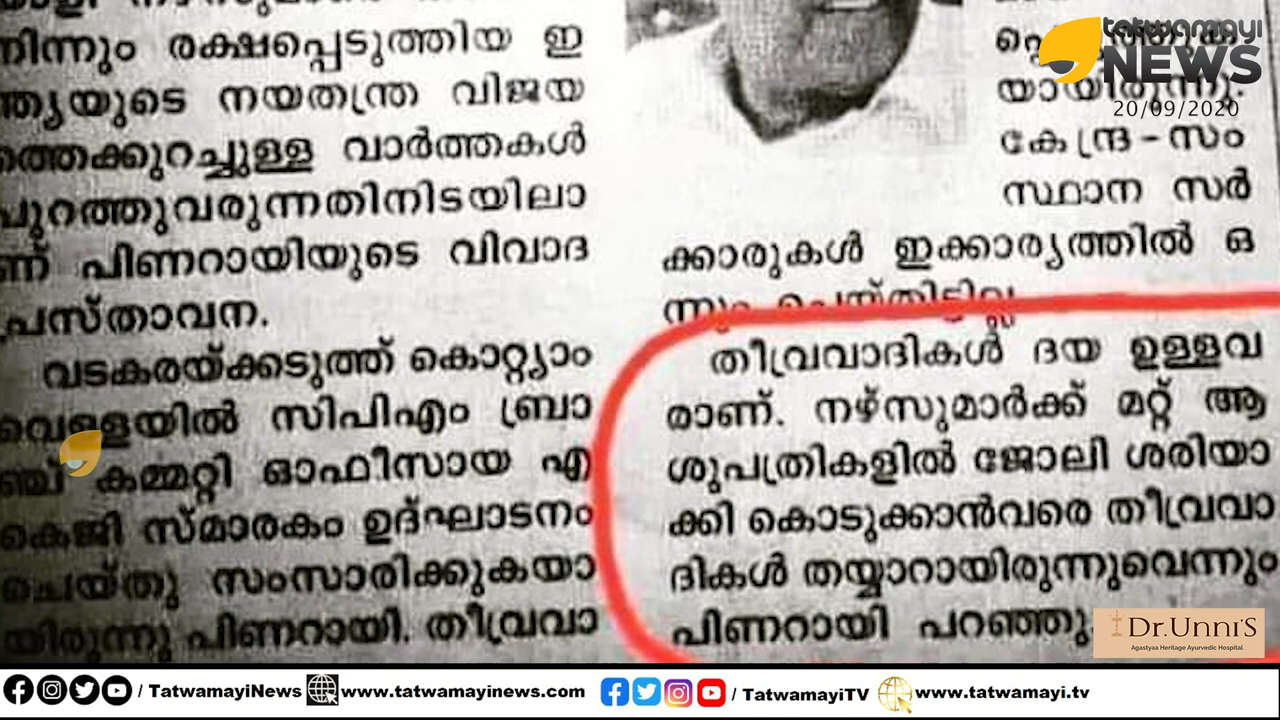 നിന്നും രക്ഷപ്പെടുത്തിയ ഇ
ത്യയുടെ നയതന്ത്ര വിജയ
ത്തെക്കുറച്ചുള്ള വാർത്തകൾ
പുറത്തുവരുന്നതിനിടയിലാ
ണ് പിണറായിയുടെ വിവാദ
പ്രസ്താവന.
വടകരയ്ക്കടുത്ത് കൊറ്റ്യാം
വെള്ളയിൽ സിപിഎം ബ്രാ
ഞ്ച് കമ്മറ്റി ഓഫീസായ എ
കെജി സ്മാരകം ഉദ്ഘാടനം
ചെയ്തു സംസാരിക്കുകയാ
യിരുന്നു പിണറായി. തീവ്രവാ
യായിരുന്നു.
കേന്ദ്ര-സം
സ്ഥാന സർ
ക്കാരുകൾ ഇക്കാര്യത്തിൽ ഒ
ന്നും ചെയ്തിട്ടില്ല
തീവ്രവാദികൾ ദയ ഉള്ളവ
രാണ്. നഴ്സുമാർക്ക് മറ്റ് ആ
ശുപത്രികളിൽ ജോലി ശരിയാ
ക്കി കൊടുക്കാൻവരെ തീവ്രവാ
ദികൾ തയ്യാറായിരുന്നുവെന്നും
പിണറായി പറഞ്ഞു.
tatwamayi
NEWS
20/09/2020
Dr.Unni'S
Agastyaa Heritage Ayurvedic Hospital
/ TatwamayiNews www.tatwamayinews.com / TatwamayiTV www.tatwamayi.tv